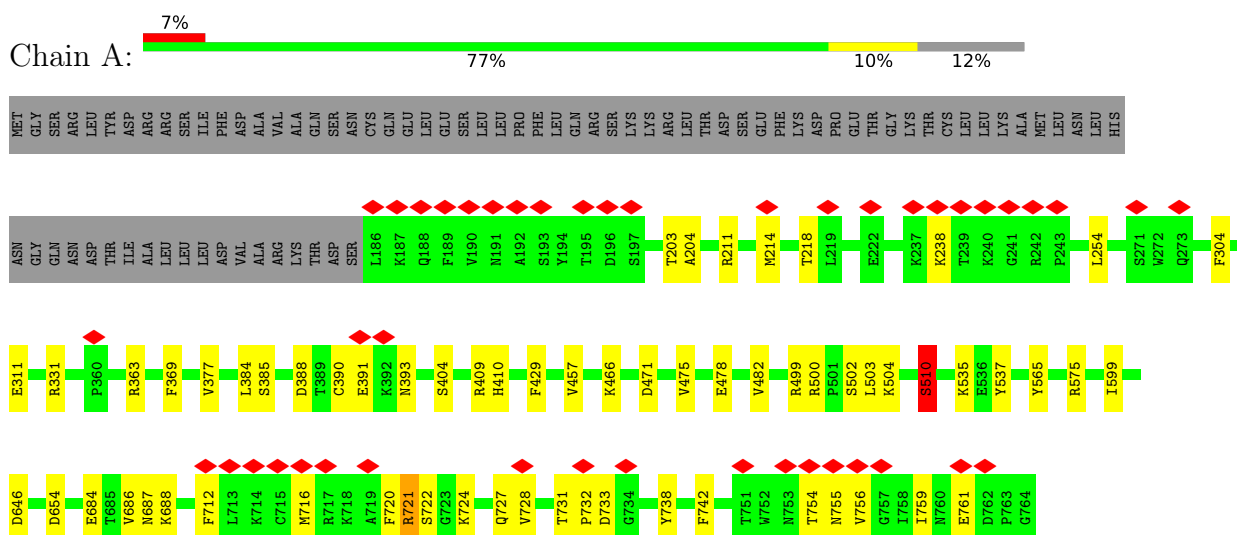 7%
Chain A:
77% 10% 12%
MET GLY SER ARG LEU TYR ASP ARG ARG SER ILE PHE ASP ALA VAL ALA GLN SER ASN CYS GLN GLU LEU GLU SER LEU LEU PRO PHE LEU GLN ARG SER LYS LYS ARG LEU THR ASP SER GLU PHE LYS ASP PRO GLU THR GLY LYS THR CYS LEU LEU LYS ALA MET LEU ASN LEU HIS
ASN GLY GLN ASN ASP THR ILE ALA LEU LEU LEU ASP VAL ALA ARG LYS THR ASP SER L186 K187 Q188 F189 V190 N191 A192 S193 Y194 T195 D196 S197 T203 A204 R211 M214 T218 L219 E222 K237 K238 T239 K240 G241 R242 P243 L254 S271 W272 Q273 F304
E311 R331 P360 R363 F369 V377 L384 S385 D388 T389 C390 E391 K392 N393 S404 R409 H410 F429 V457 K466 D471 V475 E478 V482 R499 R500 P501 S502 L503 K504 S510 K535 E536 Y537 Y565 R575 I599
D646 D654 E684 T685 V686 N687 K688 F712 L713 K714 C715 M716 R717 K718 A719 F720 R721 S722 G723 K724 Q727 V728 T731 P732 D733 G734 Y738 F742 T751 W752 N753 T754 N755 V756 G757 I758 I759 N760 E761 D762 P763 G764